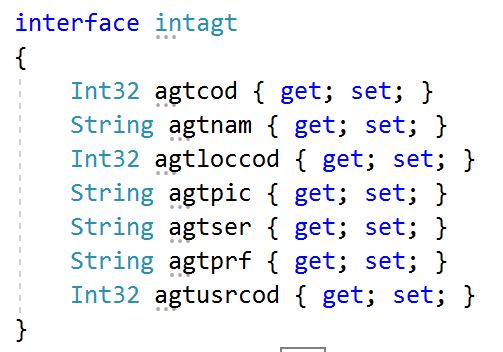 interface intagt
{
Int32 agtcod { get; set; }
String agtnam { get; set; }
Int32 agtloccod { get; set; }
String agtpic { get; set; }
String agtser { get; set; }
String agtprf { get; set; }
Int32 agtusrcod { get; set; }
}